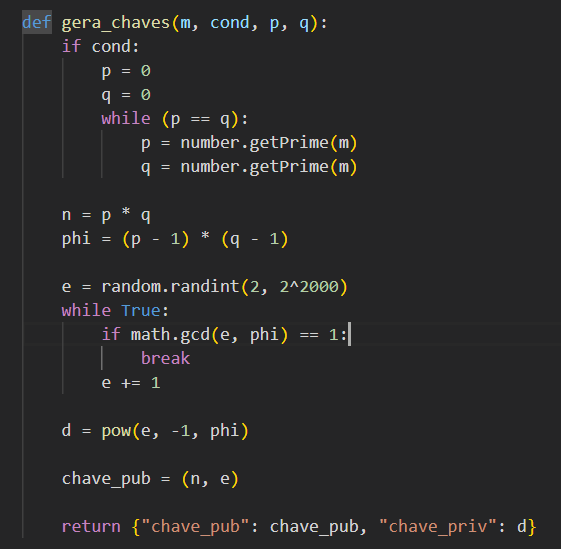 def gera_chaves(m, cond, p, q):
    if cond:
        p = 0
        q = 0
        while (p == q):
            p = number.getPrime(m)
            q = number.getPrime(m)
    n = p * q
    phi = (p - 1) * (q - 1)
    e = random.randint(2, 2^2000)
    while True:
        if math.gcd(e, phi) == 1:
            break
        e += 1
    d = pow(e, -1, phi)
    chave_pub = (n, e)
    return {"chave_pub": chave_pub, "chave_priv": d}